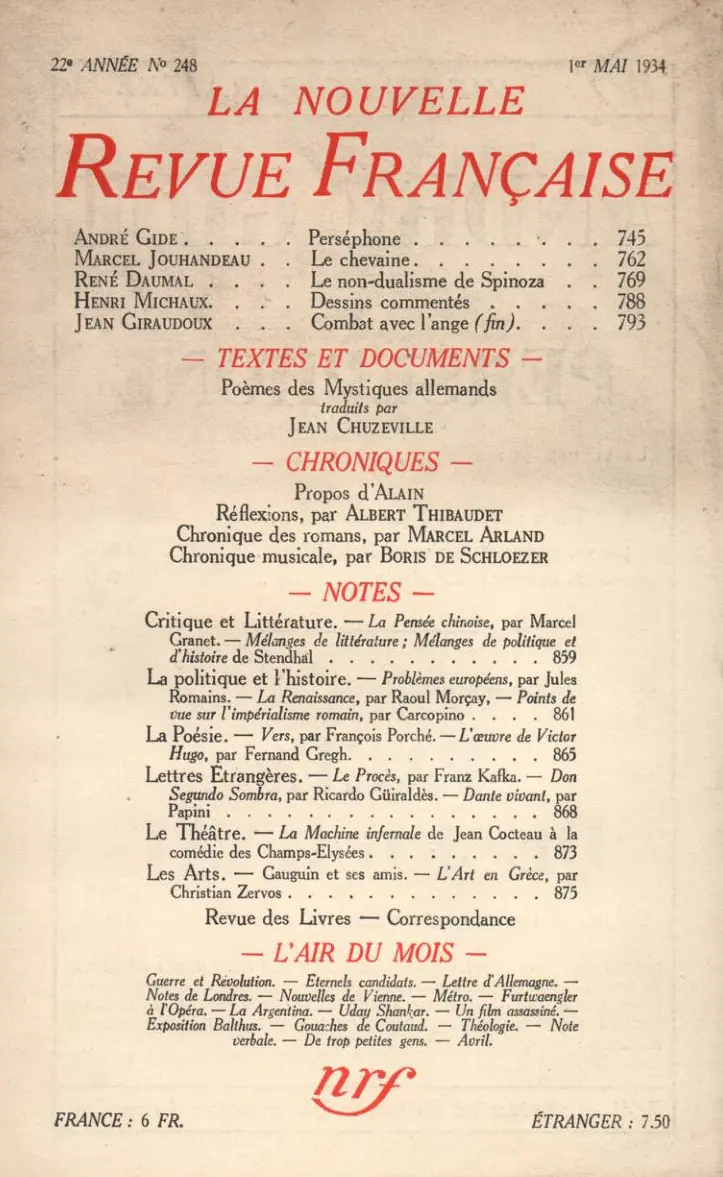 22e ANNÉE No 248 1er MAI 1934
LA NOUVELLE
REVUE FRANÇAISE
ANDRÉ GIDE . . . . . Perséphone . . . . . . . . 745
MARCEL JOUHANDEAU . . Le chevaine . . . . . . . . 762
RENÉ DAUMAL . . . . Le non-dualisme de Spinoza . . 769
HENRI MICHAUX. . . . Dessins commentés . . . . . 788
JEAN GIRAUDOUX . . . Combat avec l'ange (fin). . . . 793
— TEXTES ET DOCUMENTS —
Poèmes des Mystiques allemands
traduits par
JEAN CHUZEVILLE
— CHRONIQUES —
Propos d'ALAIN
Réflexions, par ALBERT THIBAUDET
Chronique des romans, par MARCEL ARLAND
Chronique musicale, par BORIS DE SCHLOEZER
— NOTES —
Critique et Littérature. — La Pensée chinoise, par Marcel
Granet. — Mélanges de littérature ; Mélanges de politique et
d'histoire de Stendhal . . . . . . . . . . . 859
La politique et l'histoire. — Problèmes européens, par Jules
Romains. — La Renaissance, par Raoul Morçay, — Points de
vue sur l'impérialisme romain, par Carcopino . . . . 861
La Poésie. — Vers, par François Porché. — L'œuvre de Victor
Hugo, par Fernand Gregh. . . . . . . . . . 865
Lettres Etrangères. — Le Procès, par Franz Kafka. — Don
Segundo Sombra, par Ricardo Güiraldès. — Dante vivant, par
Papini . . . . . . . . . . . . . . . . 868
Le Théâtre. — La Machine infernale de Jean Cocteau à la
comédie des Champs-Elysées . . . . . . . . . 873
Les Arts. — Gauguin et ses amis. — L'Art en Grèce, par
Christian Zervos . . . . . . . . . . . . . 875
Revue des Livres — Correspondance
— L'AIR DU MOIS —
Guerre et Révolution. — Eternels candidats. — Lettre d'Allemagne. —
Notes de Londres. — Nouvelles de Vienne. — Métro. — Furtwaengler
à l'Opéra. — La Argentina. — Uday Shankar. — Un film assassiné. —
Exposition Balthus. — Gouaches de Coutaud. — Théologie. — Note
verbale. — De trop petites gens. — Avril.
nrf
FRANCE : 6 FR. ÉTRANGER : 7.50